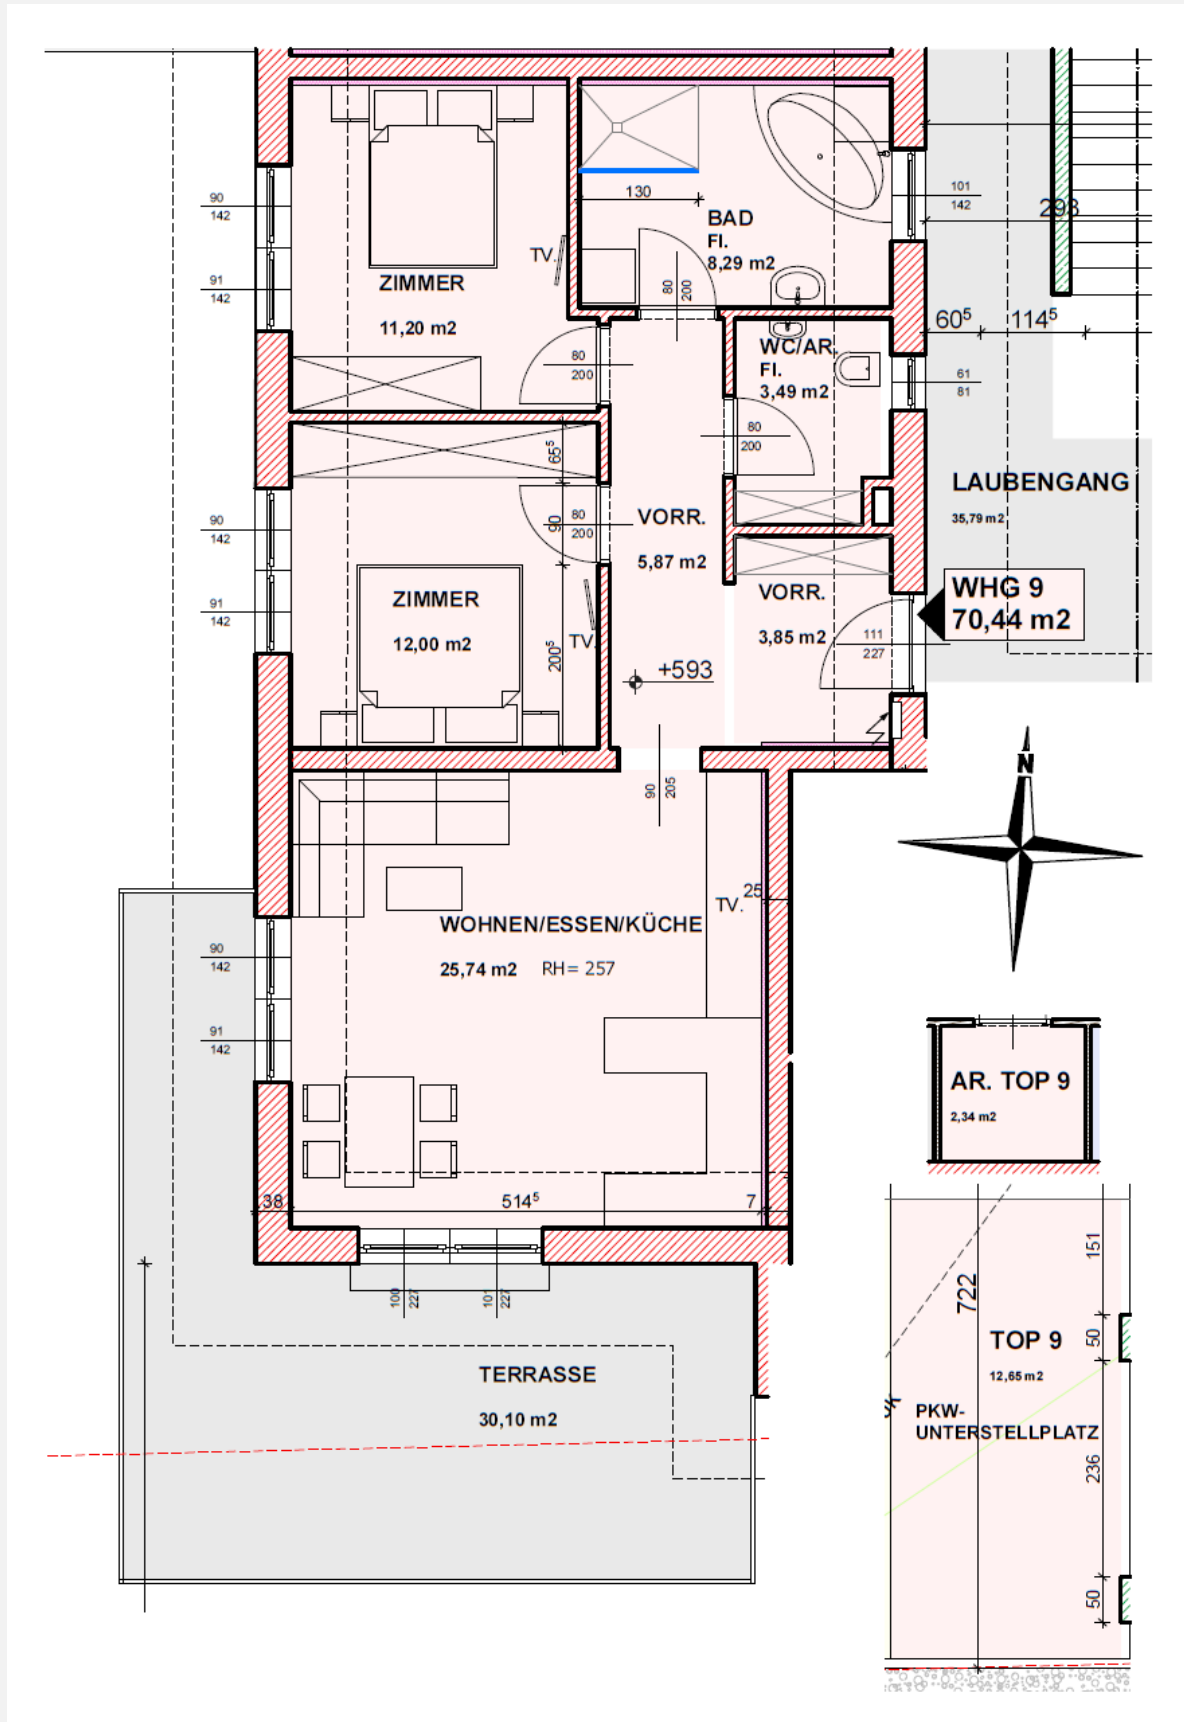 90
142
91
142
ZIMMER
11,20 m2
TV.
130
BAD
Fl.
8,29 m2
80
200
101
142
293
60⁵
114⁵
80
200
WC/AR.
Fl.
3,49 m2
61
81
80
200
LAUBENGANG
35,79 m2
65⁵
90
142
91
142
90
80
200
VORR.
5,87 m2
WHG 9
70,44 m2
ZIMMER
12,00 m2
TV.
200⁵
VORR.
3,85 m2
111
227
+593
90
205
N
25
TV.
WOHNEN/ESSEN/KÜCHE
25,74 m2 RH= 257
90
142
91
142
AR. TOP 9
2,34 m2
38
514⁵
7
100
227
101
227
TERRASSE
30,10 m2
722
151
50
TOP 9
12,65 m2
PKW-
UNTERSTELLPLATZ
236
50